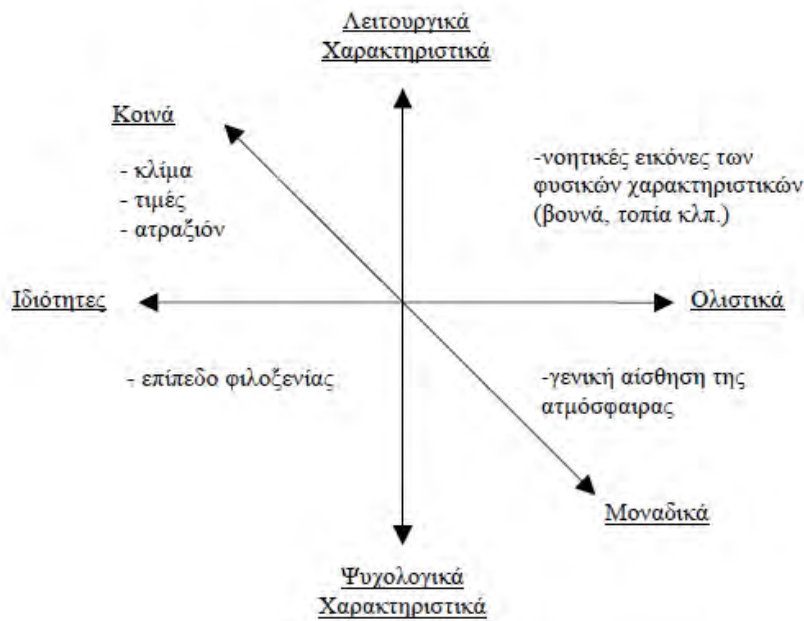 Λειτουργικά
Χαρακτηριστικά
Κοινά
- κλίμα
- τιμές
- ατραξιόν
-νοητικές εικόνες των
φυσικών χαρακτηριστικών
(βουνά, τοπία κλπ.)
Ιδιότητες
Ολιστικά
- επίπεδο φιλοξενίας
-γενική αίσθηση της
ατμόσφαιρας
Μοναδικά
Ψυχολογικά
Χαρακτηριστικά